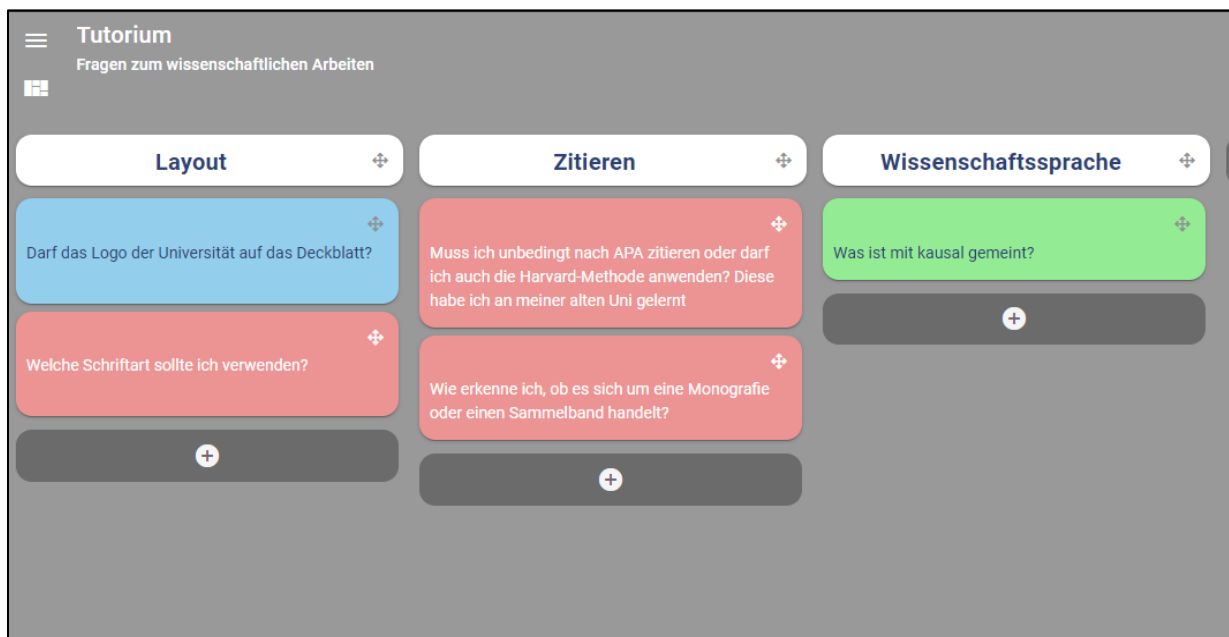 Tutorium
Fragen zum wissenschaftlichen Arbeiten
Layout
Darf das Logo der Universität auf das Deckblatt?
Welche Schriftart sollte ich verwenden?
Zitieren
Muss ich unbedingt nach APA zitieren oder darf
ich auch die Harvard-Methode anwenden? Diese
habe ich an meiner alten Uni gelernt
Wie erkenne ich, ob es sich um eine Monografie
oder einen Sammelband handelt?
Wissenschaftssprache
Was ist mit kausal gemeint?